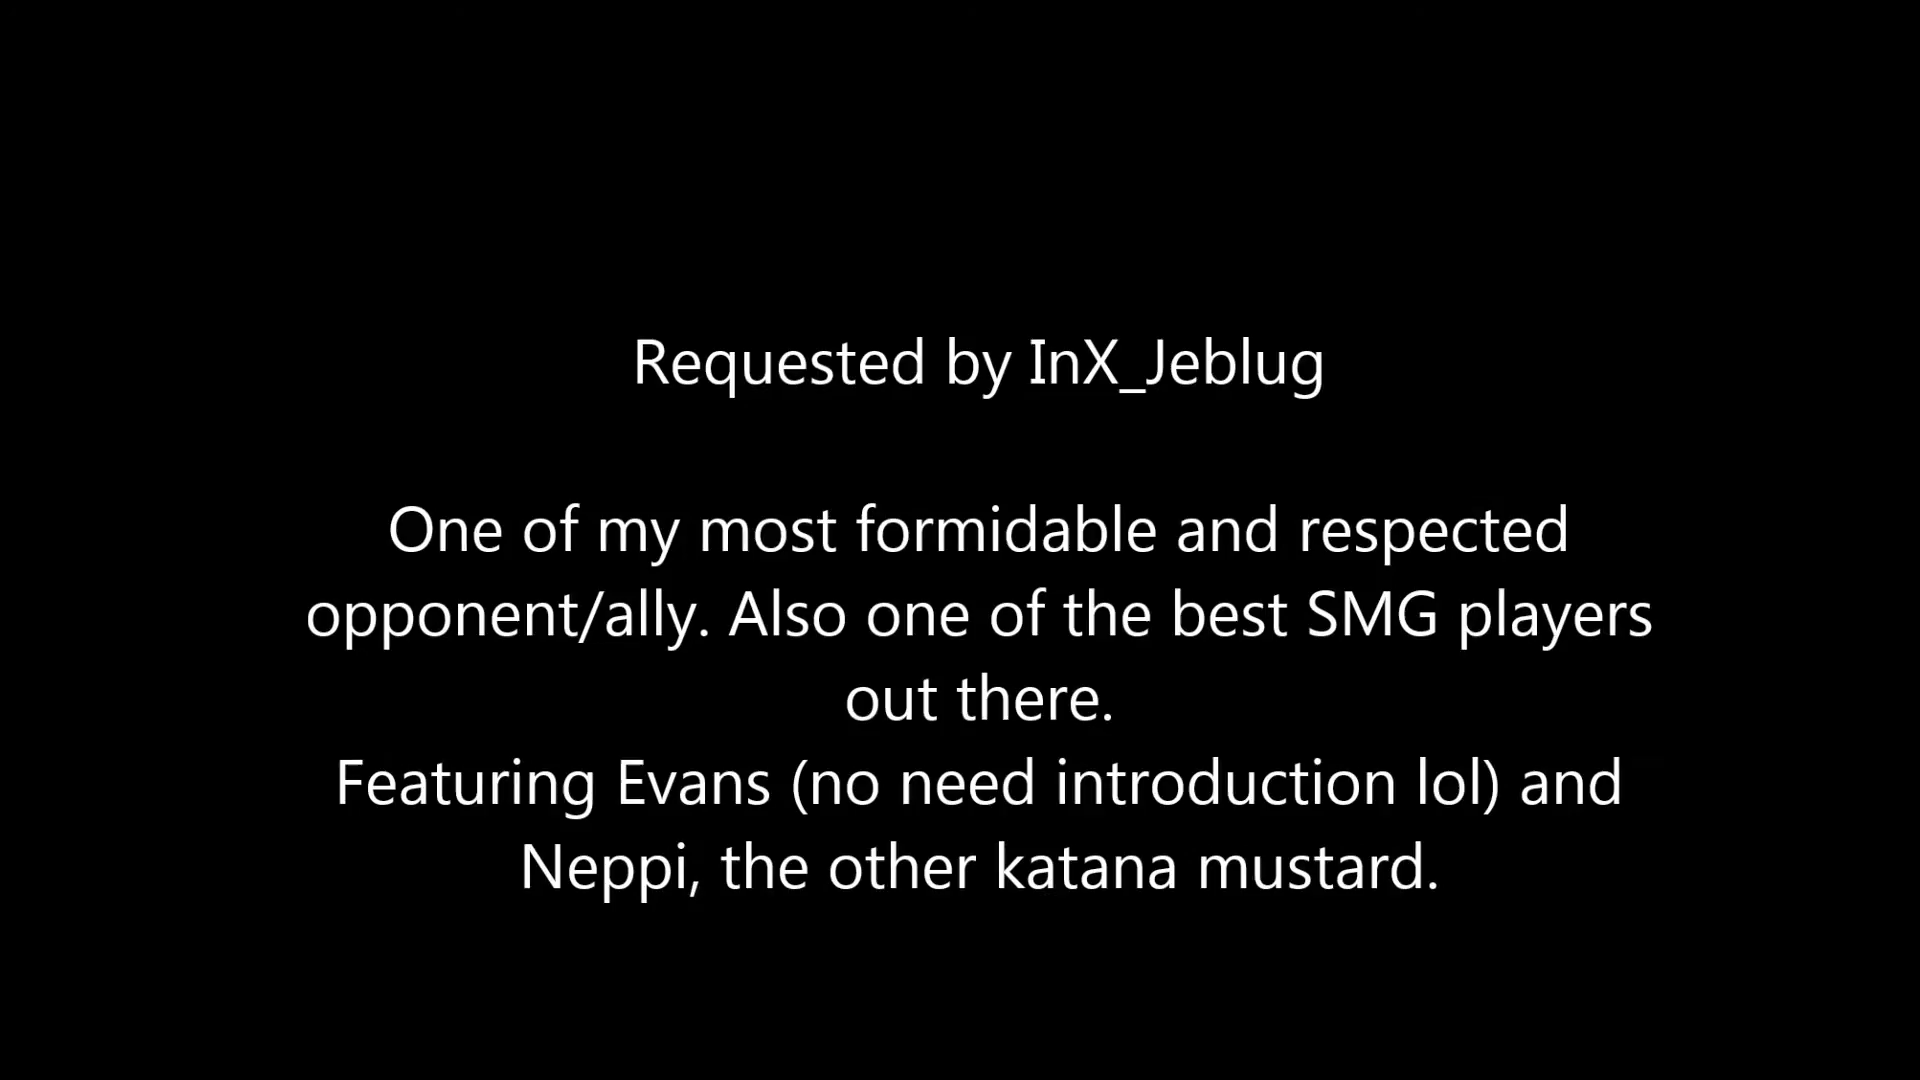 Requested by InX_Jeblug
One of my most formidable and respected
opponent/ally. Also one of the best SMG players
out there.
Featuring Evans (no need introduction lol) and
Neppi, the other katana mustard.